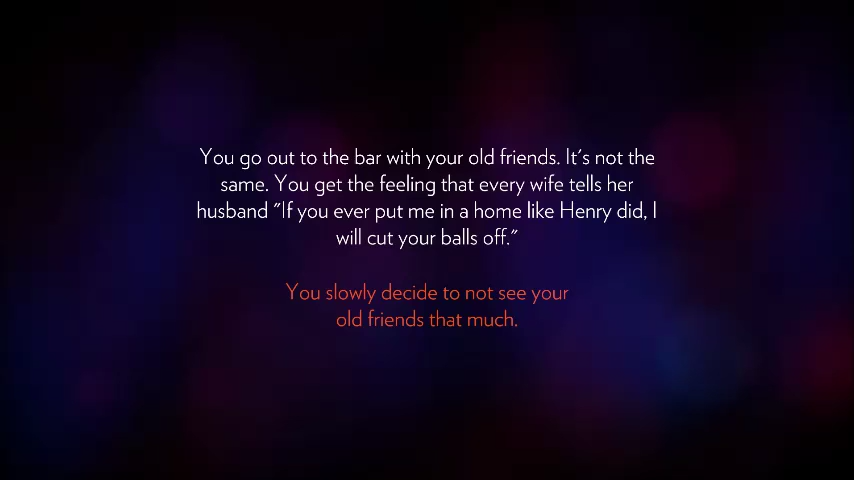 You go out to the bar with your old friends. It's not the
same. You get the feeling that every wife tells her
husband "If you ever put me in a home like Henry did, I
will cut your balls off."
You slowly decide to not see your
old friends that much.